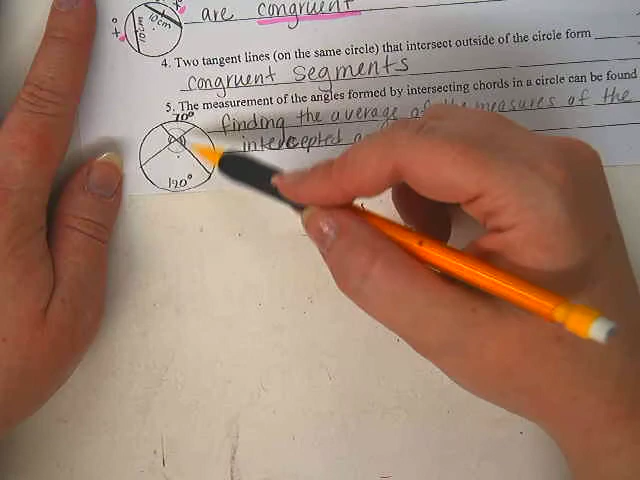 are congruent
10cm
10cm
x°
4. Two tangent lines (on the same circle) that intersect outside of the circle form
congruent segments
5. The measurement of the angles formed by intersecting chords in a circle can be found
70°
finding the average of the measures of the
intercepted
120°